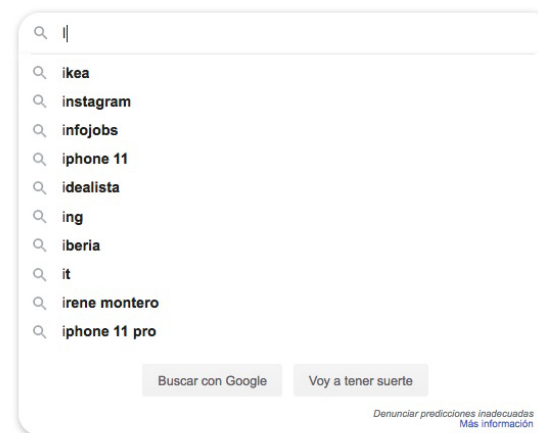 I
ikea
instagram
infojobs
iphone 11
idealista
ing
iberia
it
irene montero
iphone 11 pro
Buscar con Google Voy a tener suerte
Denunciar predicciones inadecuadas
Más información